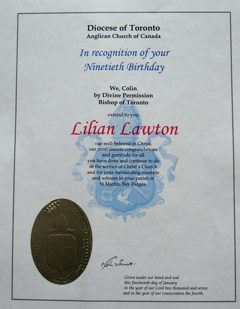 Diocese of Toronto
Anglican Church of Canada
In recognition of your
Ninetieth Birthday
We, Colin
by Divine Permission
Bishop of Toronto
extend to you
Lilian Lawton
our well-beloved in Christ,
our most sincere congratulations
and gratitude for all
you have done and continue to do
in the service of Christ's Church
and for your outstanding example
and witness in your parish of
St Martin, Bay Ridges.
Given under our hand and seal
this fourteenth day of January
in the year of our Lord two thousand and seven
and in the year of our consecration the fourth.